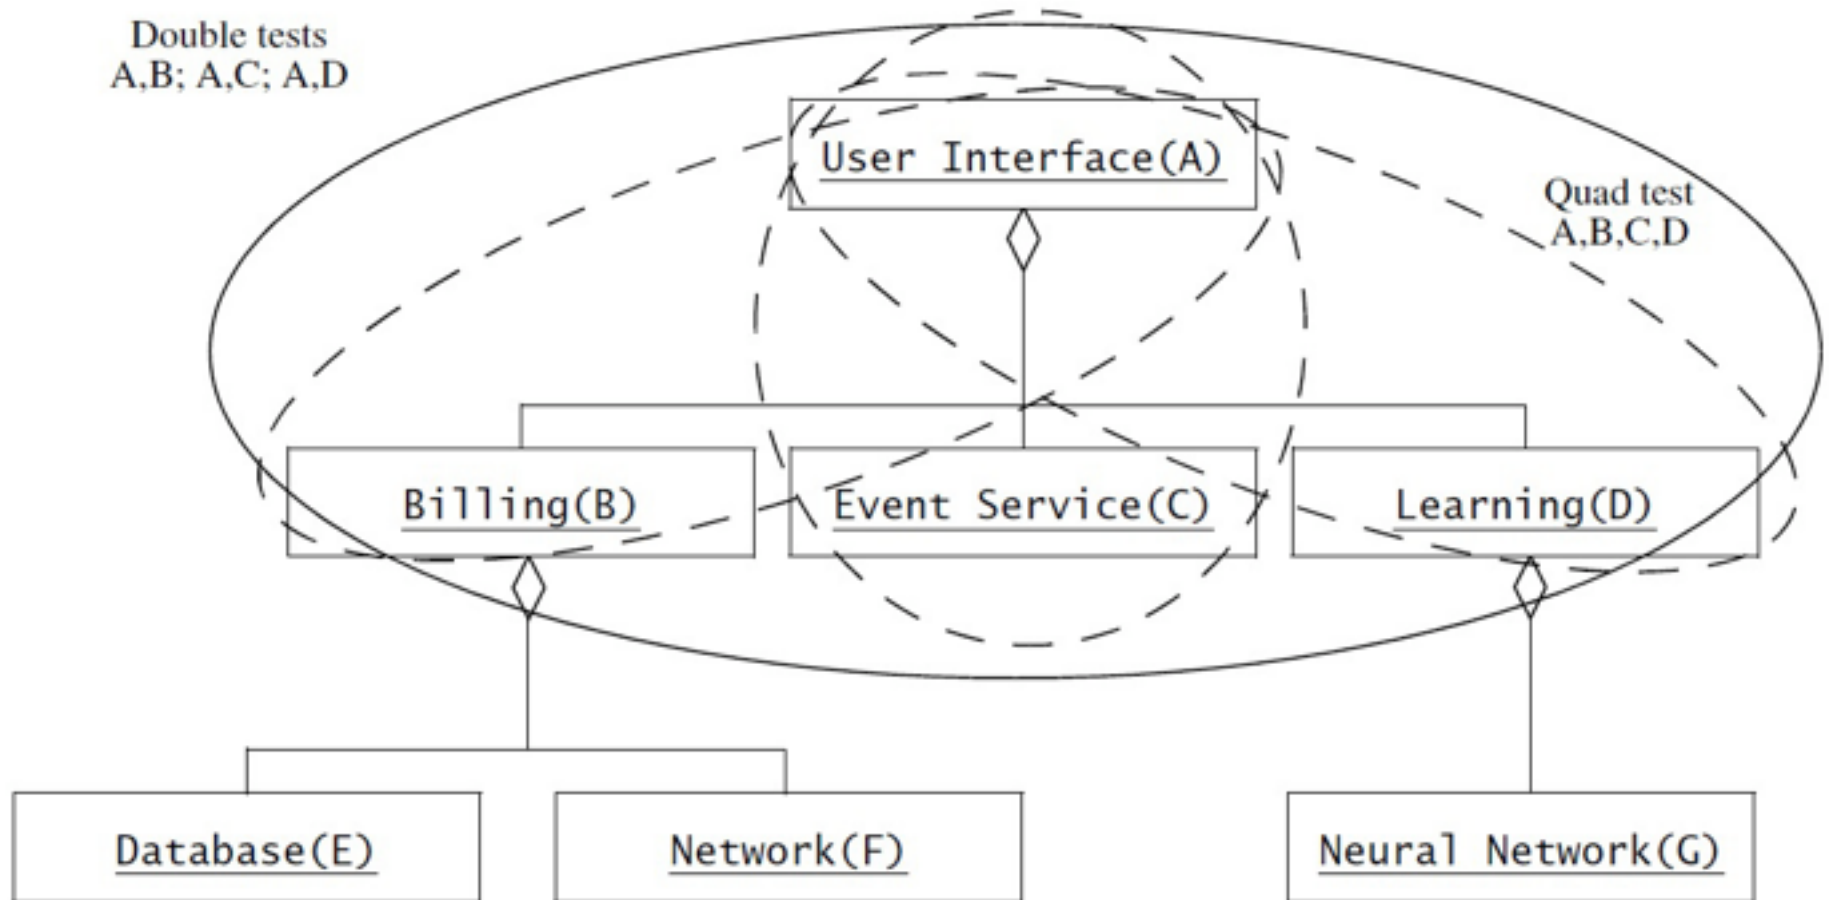 Double tests
A,B; A,C; A,D
User Interface(A)
Quad test
A,B,C,D
Billing(B)
Event Service(C)
Learning(D)
Database(E)
Network(F)
Neural Network(G)